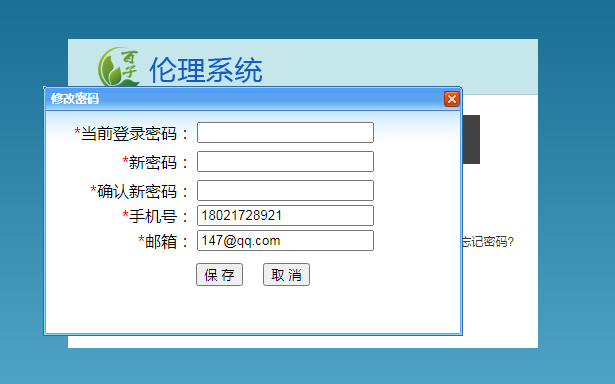 百华
伦理系统
修改密码
*当前登录密码：
*新密码：
*确认新密码：
*手机号： 18021728921
*邮箱： 147@qq.com
忘记密码?
保 存 取 消